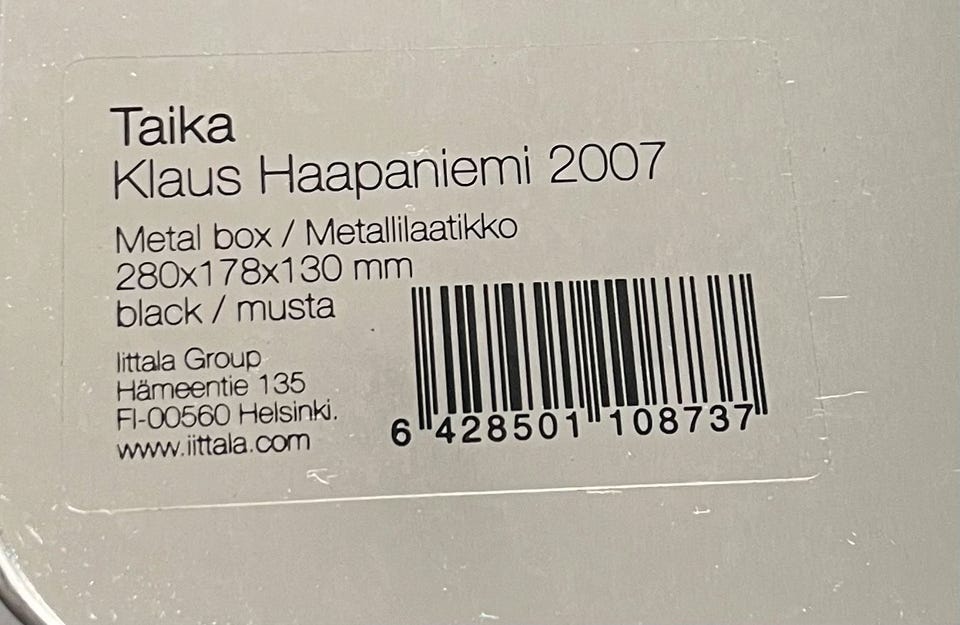 Taika
Klaus Haapaniemi 2007
Metal box / Metallilaatikko
280x178x130 mm
black / musta
Iittala Group
Hämeentie 135
FI-00560 Helsinki.
www.iittala.com
6 428501 108737